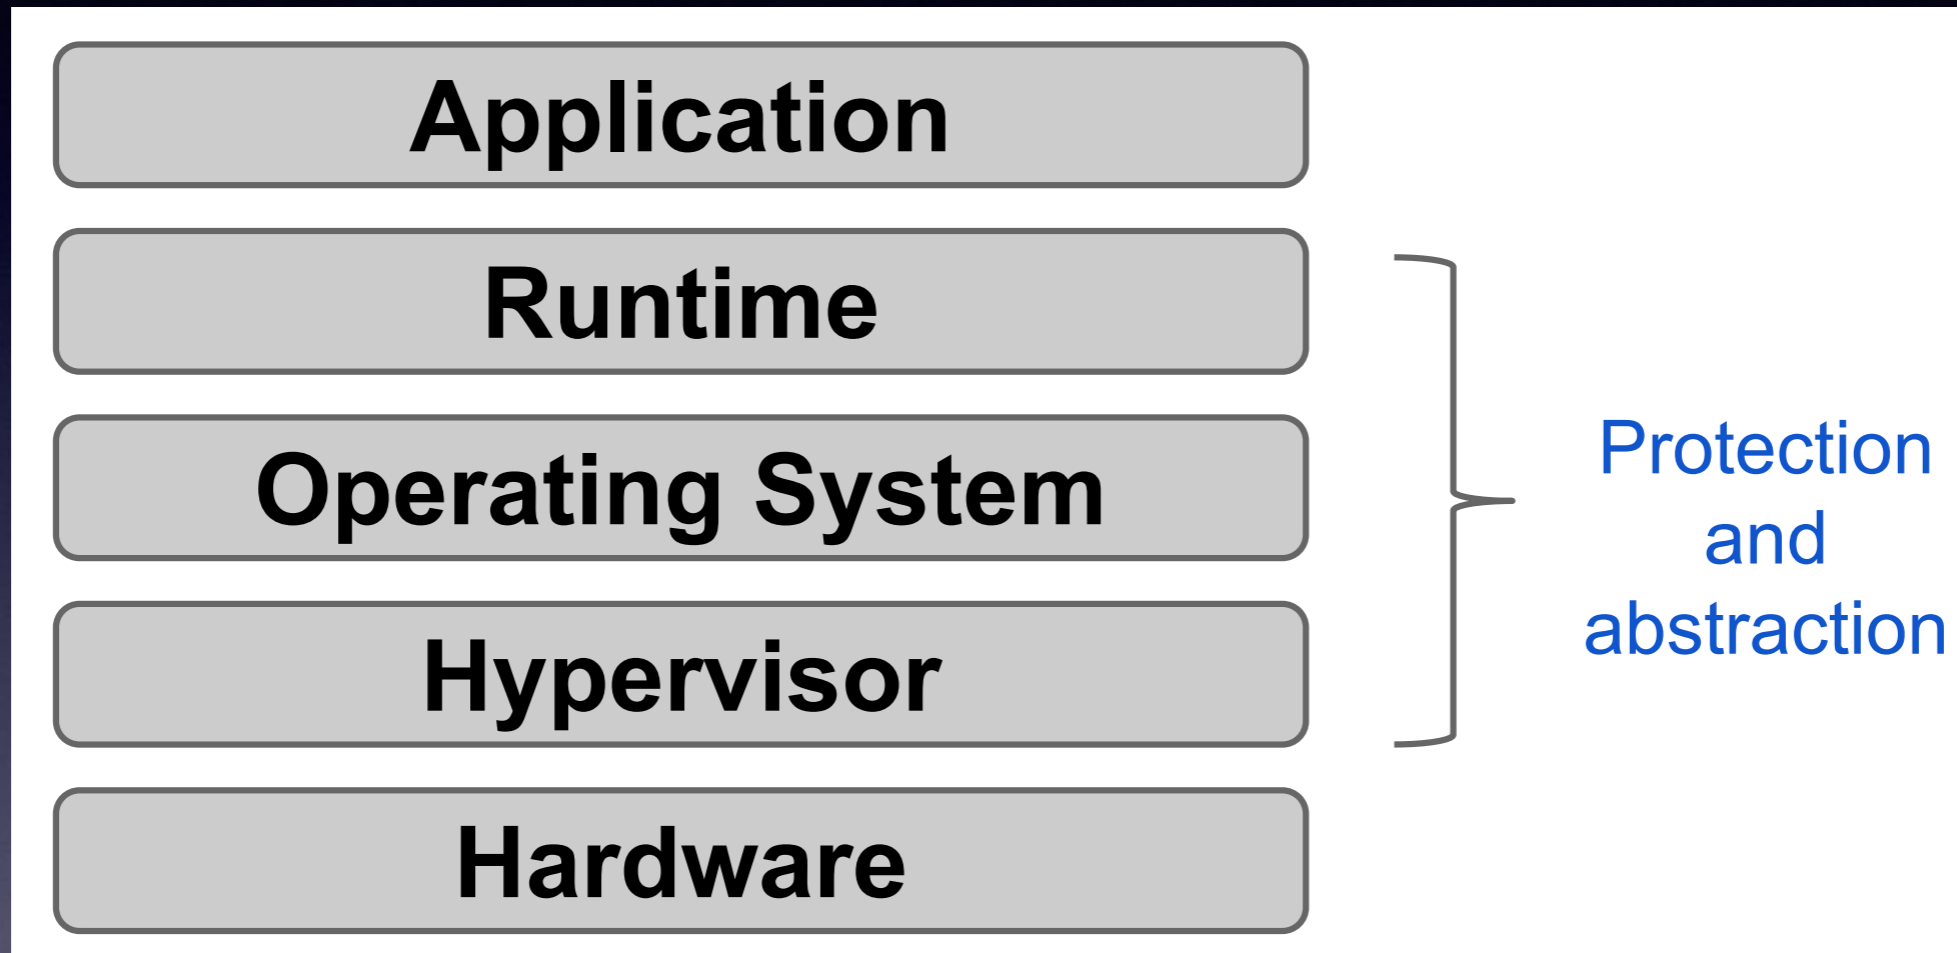 Application
Runtime
Operating System
Hypervisor
Hardware
Protection
and
abstraction